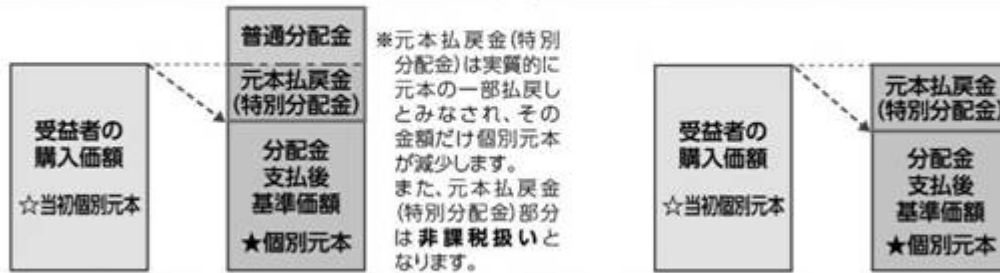 受益者の
購入価額
☆当初個別元本
普通分配金
元本払戻金
(特別分配金)
分配金
支払後
基準価額
★個別元本
※元本払戻金(特別
分配金)は実質的に
元本の一部払戻し
とみなされ、その
金額だけ個別元本
が減少します。
また、元本払戻金
(特別分配金)部分
は非課税扱いと
なります。
受益者の
購入価額
☆当初個別元本
元本払戻金
(特別分配金)
分配金
支払後
基準価額
★個別元本